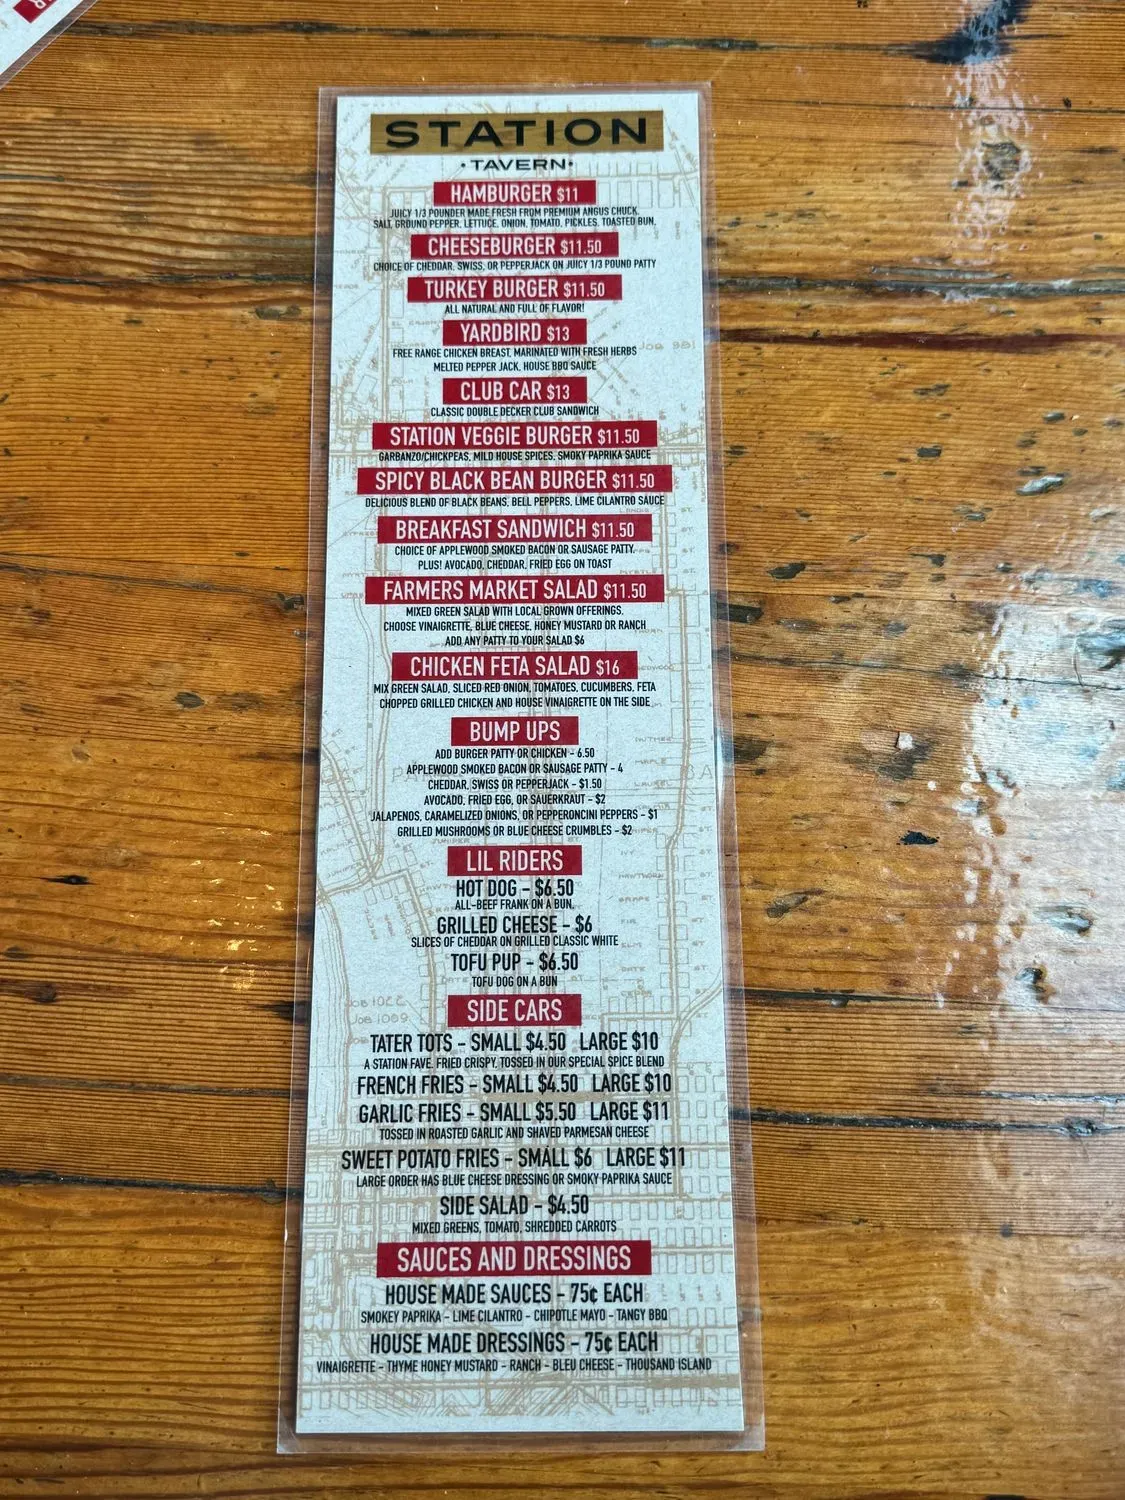 STATION
•TAVERN•
HAMBURGER $11
JUICY 1/3 POUNDER MADE FRESH FROM PREMIUM ANGUS CHUCK.
SALT, GROUND PEPPER, LETTUCE, ONION, TOMATO, PICKLES, TOASTED BUN.
CHEESEBURGER $11.50
CHOICE OF CHEDDAR, SWISS, OR PEPPERJACK ON JUICY 1/3 POUND PATTY
TURKEY BURGER $11.50
ALL NATURAL AND FULL OF FLAVOR!
YARDBIRD $13
FREE RANGE CHICKEN BREAST, MARINATED WITH FRESH HERBS
MELTED PEPPER JACK, HOUSE BBQ SAUCE
CLUB CAR $13
CLASSIC DOUBLE DECKER CLUB SANDWICH
STATION VEGGIE BURGER $11.50
GARBANZO/CHICKPEAS, MILD HOUSE SPICES, SMOKY PAPRIKA SAUCE
SPICY BLACK BEAN BURGER $11.50
DELICIOUS BLEND OF BLACK BEANS, BELL PEPPERS, LIME CILANTRO SAUCE
BREAKFAST SANDWICH $11.50
CHOICE OF APPLEWOOD SMOKED BACON OR SAUSAGE PATTY.
PLUS! AVOCADO, CHEDDAR, FRIED EGG ON TOAST
FARMERS MARKET SALAD $11.50
MIXED GREEN SALAD WITH LOCAL GROWN OFFERINGS.
CHOOSE VINAIGRETTE, BLUE CHEESE, HONEY MUSTARD OR RANCH
ADD ANY PATTY TO YOUR SALAD $6
CHICKEN FETA SALAD $16
MIX GREEN SALAD, SLICED RED ONION, TOMATOES, CUCUMBERS, FETA
CHOPPED GRILLED CHICKEN AND HOUSE VINAIGRETTE ON THE SIDE
BUMP UPS
ADD BURGER PATTY OR CHICKEN - 6.50
APPLEWOOD SMOKED BACON OR SAUSAGE PATTY - 4
CHEDDAR, SWISS OR PEPPERJACK - $1.50
AVOCADO, FRIED EGG, OR SAUERKRAUT - $2
JALAPENOS, CARAMELIZED ONIONS, OR PEPPERONCINI PEPPERS - $1
GRILLED MUSHROOMS OR BLUE CHEESE CRUMBLES - $2
LIL RIDERS
HOT DOG - $6.50
ALL-BEEF FRANK ON A BUN.
GRILLED CHEESE - $6
SLICES OF CHEDDAR ON GRILLED CLASSIC WHITE
TOFU PUP - $6.50
TOFU DOG ON A BUN
SIDE CARS
TATER TOTS - SMALL $4.50 LARGE $10
A STATION FAVE. FRIED CRISPY, TOSSED IN OUR SPECIAL SPICE BLEND
FRENCH FRIES - SMALL $4.50 LARGE $10
GARLIC FRIES - SMALL $5.50 LARGE $11
TOSSED IN ROASTED GARLIC AND SHAVED PARMESAN CHEESE
SWEET POTATO FRIES - SMALL $6 LARGE $11
LARGE ORDER HAS BLUE CHEESE DRESSING OR SMOKY PAPRIKA SAUCE
SIDE SALAD - $4.50
MIXED GREENS, TOMATO, SHREDDED CARROTS
SAUCES AND DRESSINGS
HOUSE MADE SAUCES - 75¢ EACH
SMOKEY PAPRIKA - LIME CILANTRO - CHIPOTLE MAYO - TANGY BBQ
HOUSE MADE DRESSINGS - 75¢ EACH
VINAIGRETTE - THYME HONEY MUSTARD - RANCH - BLEU CHEESE - THOUSAND ISLAND